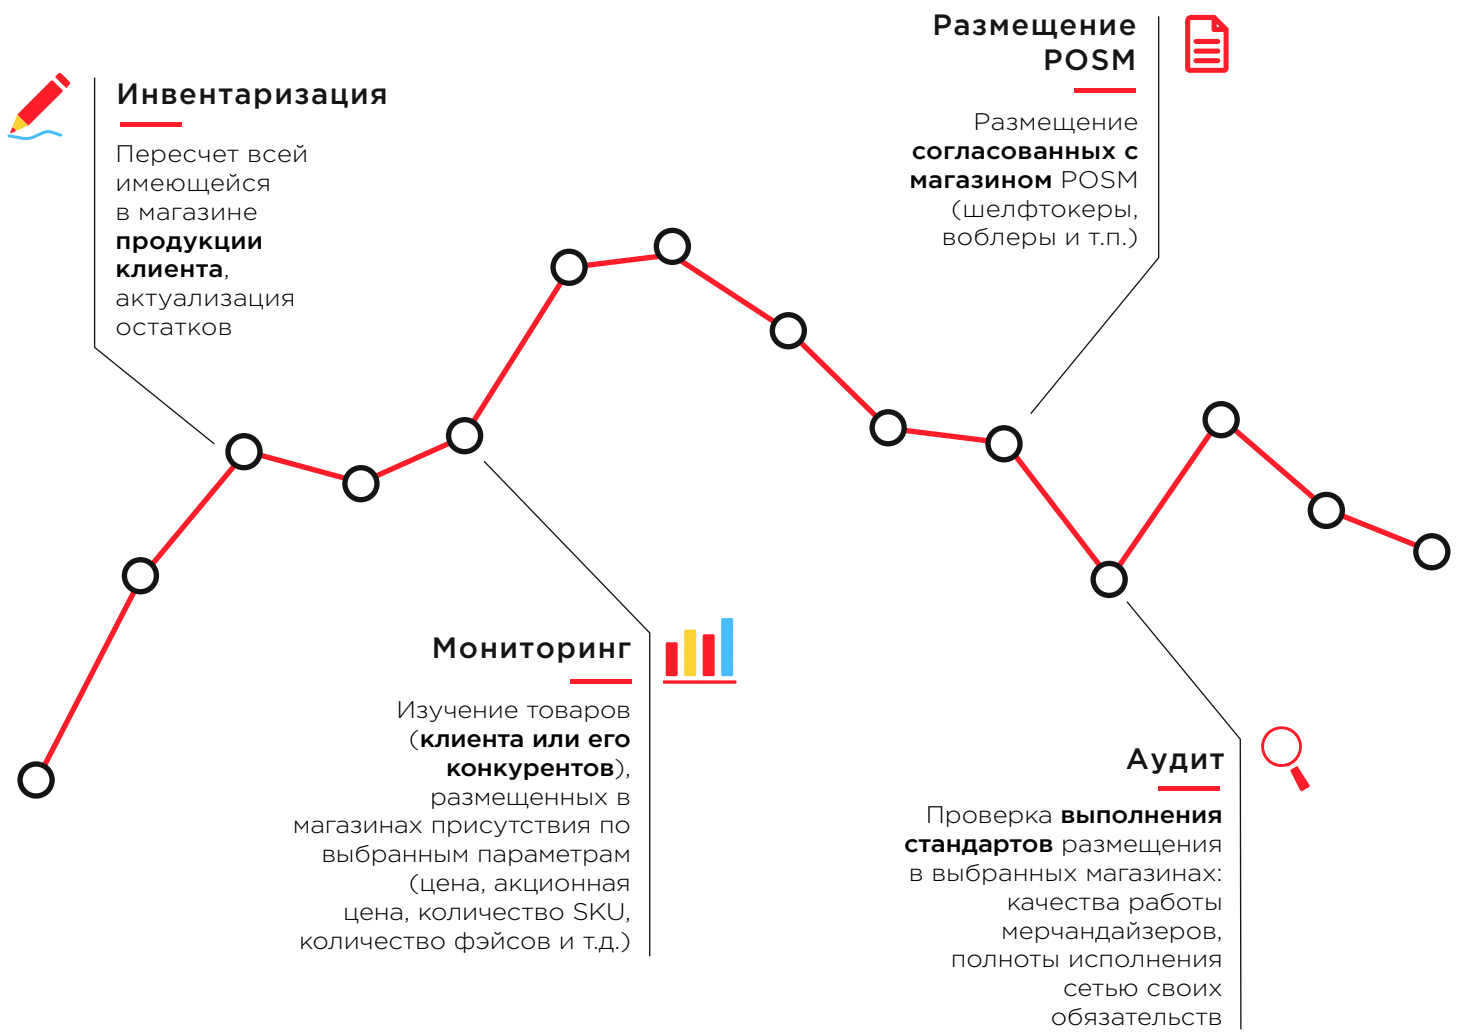 Инвентаризация
Пересчет всей
имеющейся
в магазине
продукции
клиента,
актуализация
остатков
Размещение
POSM
Размещение
согласованных с
магазином POSM
(шелфтокеры,
воблеры и т.п.)
Мониторинг
Изучение товаров
(клиента или его
конкурентов),
размещенных в
магазинах присутствия по
выбранным параметрам
(цена, акционная
цена, количество SKU,
количество фэйсов и т.д.)
Аудит
Проверка выполнения
стандартов размещения
в выбранных магазинах:
качества работы
мерчандайзеров,
полноты исполнения
сетью своих
обязательств